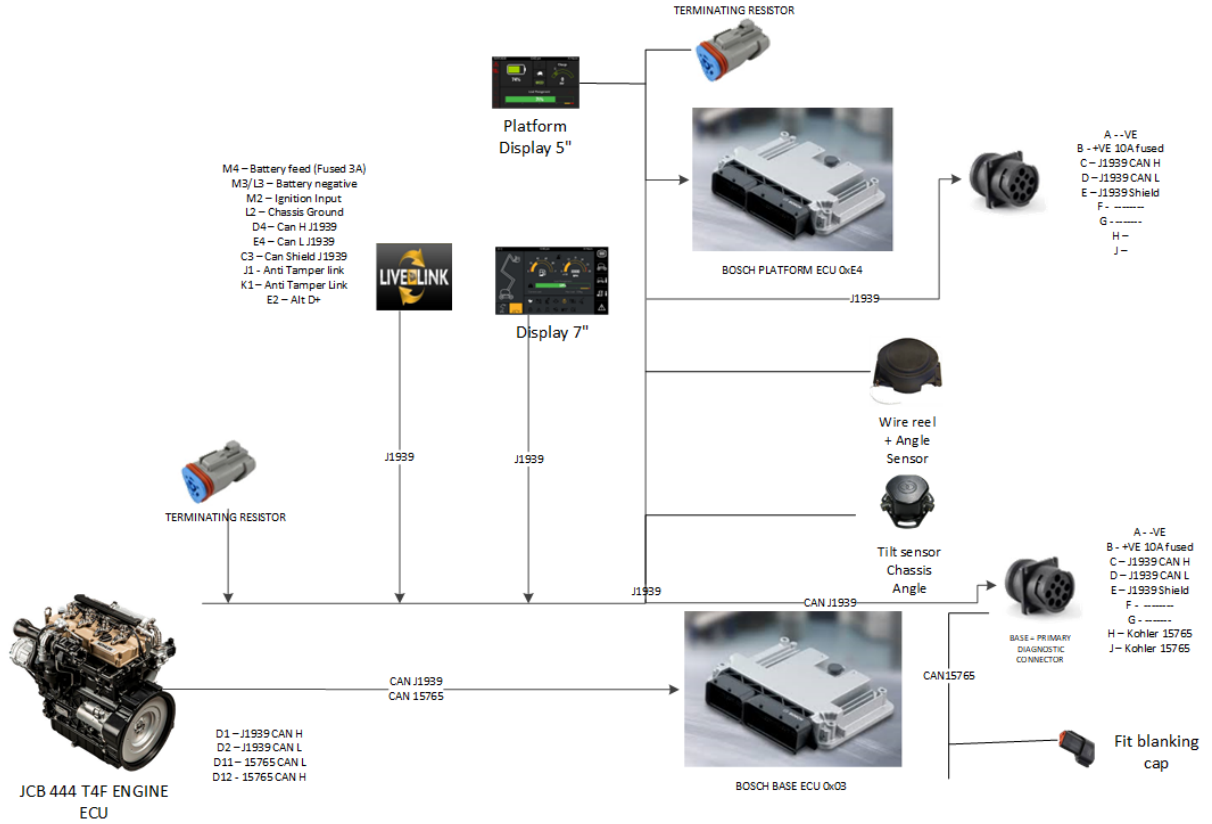 TERMINATING RESISTOR
Platform
Display 5"
A - -VE
B - +VE 10A fused
C – J1939 CAN H
D – J1939 CAN L
E – J1939 Shield
F - --------
G - --------
H –
J –
M4 – Battery feed (Fused 3A)
M3/L3 – Battery negative
M2 – Ignition Input
L2 – Chassis Ground
D4 – Can H J1939
E4 – Can L J1939
C3 – Can Shield J1939
J1 - Anti Tamper link
K1 – Anti Tamper Link
E2 – Alt D+
LIVELINK
BOSCH PLATFORM ECU 0xE4
J1939
Display 7"
Wire reel
+ Angle
Sensor
J1939
J1939
TERMINATING RESISTOR
Tilt sensor
Chassis
Angle
A - -VE
B - +VE 10A fused
C – J1939 CAN H
D – J1939 CAN L
E – J1939 Shield
F - --------
G - --------
H – Kohler 15765
J – Kohler 15765
J1939
CAN J1939
BASE = PRIMARY
DIAGNOSTIC
CONNECTOR
CAN J1939
CAN 15765
CAN15765
D1 – J1939 CAN H
D2 – J1939 CAN L
D11 – 15765 CAN L
D12 - 15765 CAN H
Fit blanking
cap
JCB 444 T4F ENGINE
ECU
BOSCH BASE ECU 0x03